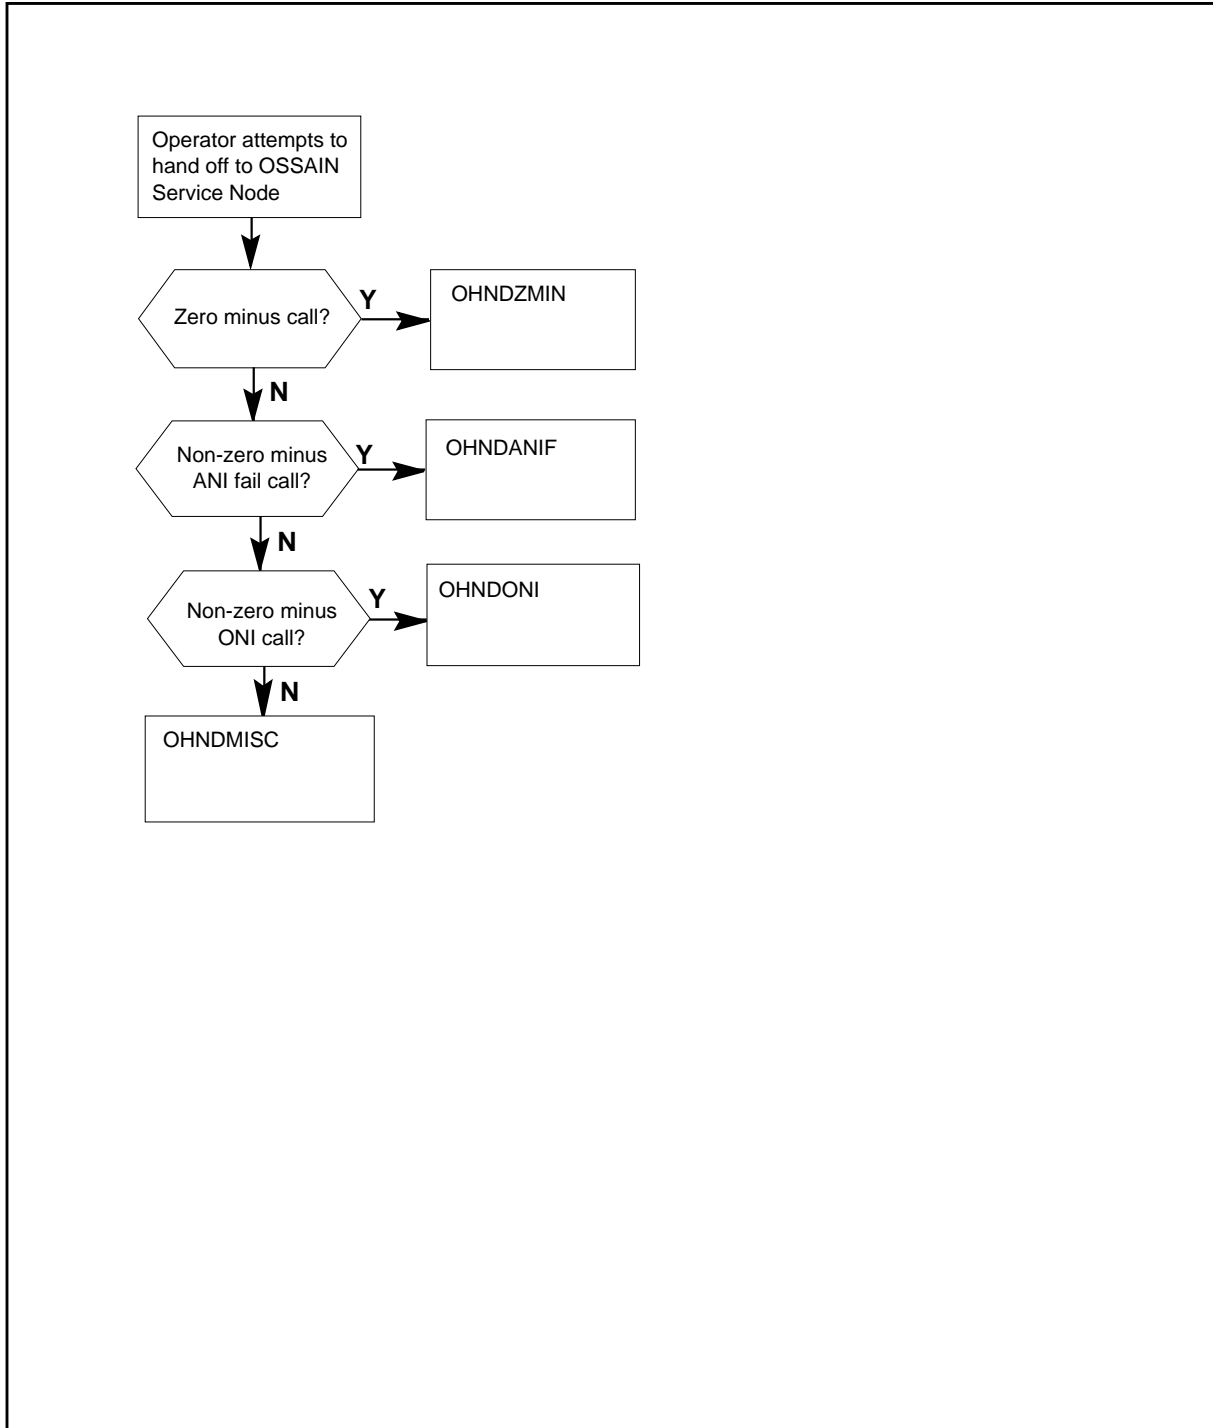 Operator attempts to
hand off to OSSAIN
Service Node
Zero minus call?
Y
OHNDZMIN
N
Non-zero minus
ANI fail call?
Y
OHNDANIF
N
Non-zero minus
ONI call?
Y
OHNDONI
N
OHNDMISC